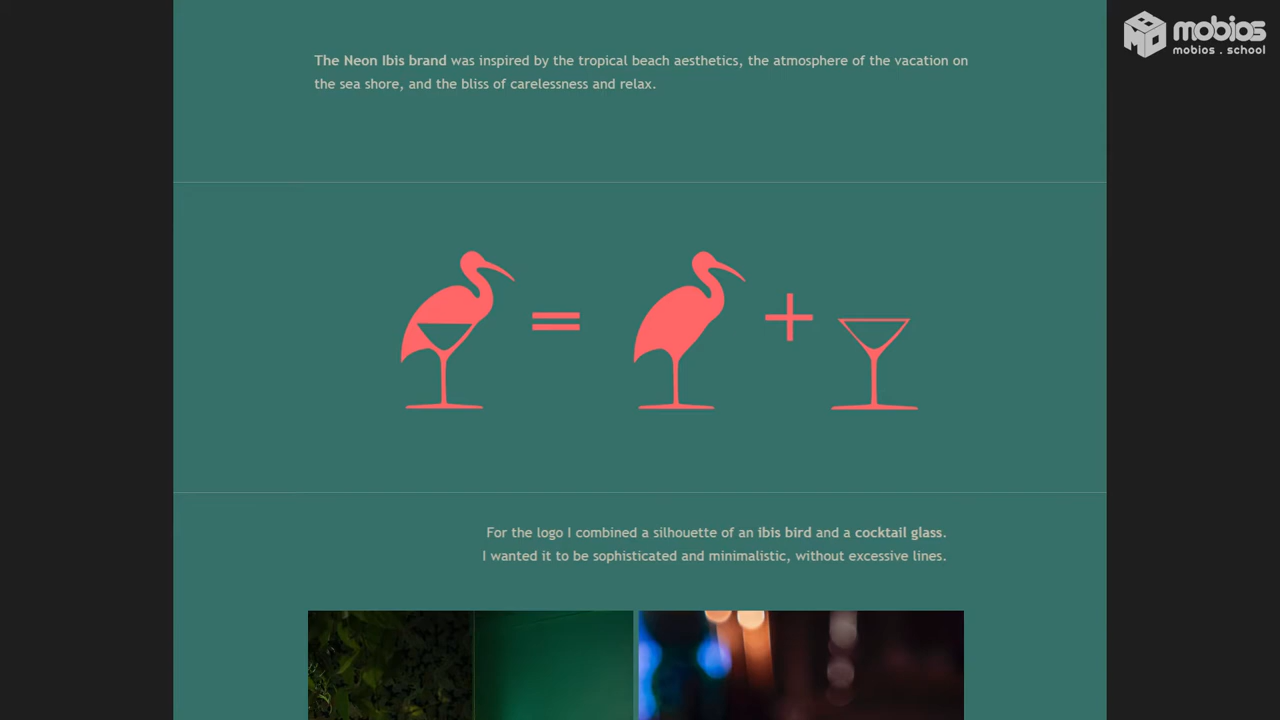 mobios
mobios . school
The Neon Ibis brand was inspired by the tropical beach aesthetics, the atmosphere of the vacation on
the sea shore, and the bliss of carelessness and relax.
For the logo I combined a silhouette of an ibis bird and a cocktail glass.
I wanted it to be sophisticated and minimalistic, without excessive lines.